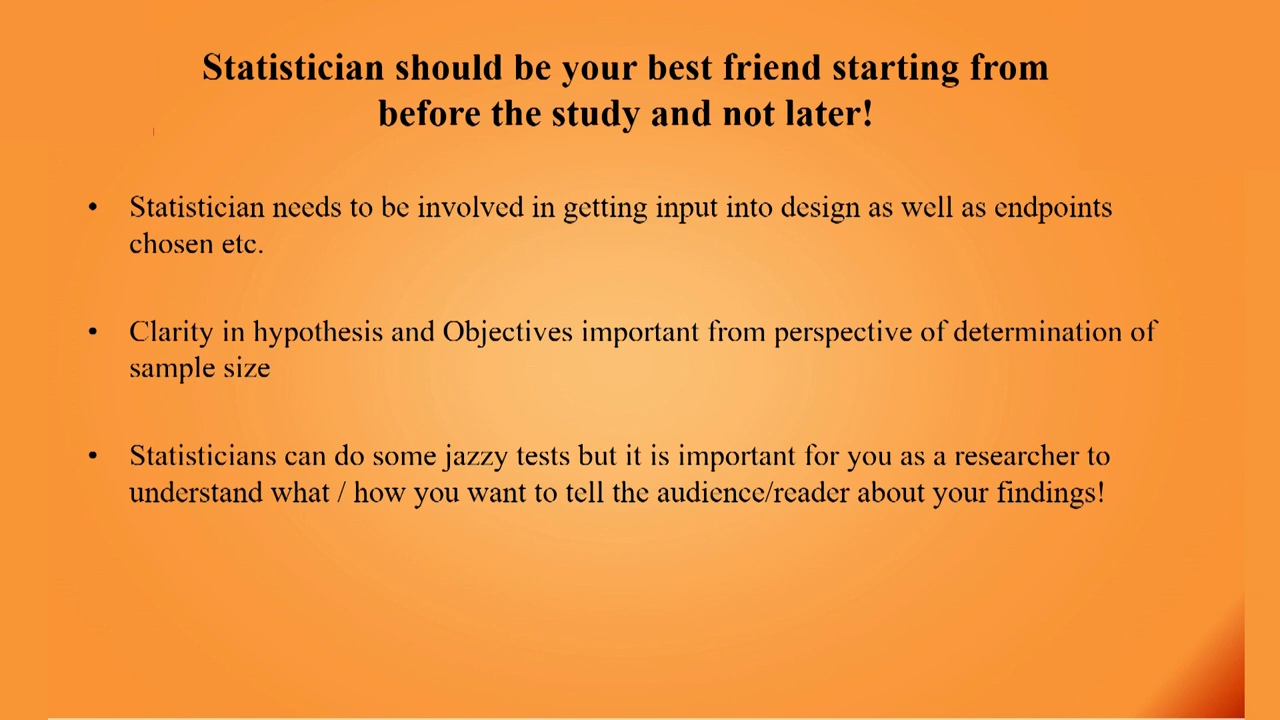 Statistician should be your best friend starting from
before the study and not later!
• Statistician needs to be involved in getting input into design as well as endpoints
chosen etc.
• Clarity in hypothesis and Objectives important from perspective of determination of
sample size
• Statisticians can do some jazzy tests but it is important for you as a researcher to
understand what / how you want to tell the audience/reader about your findings!